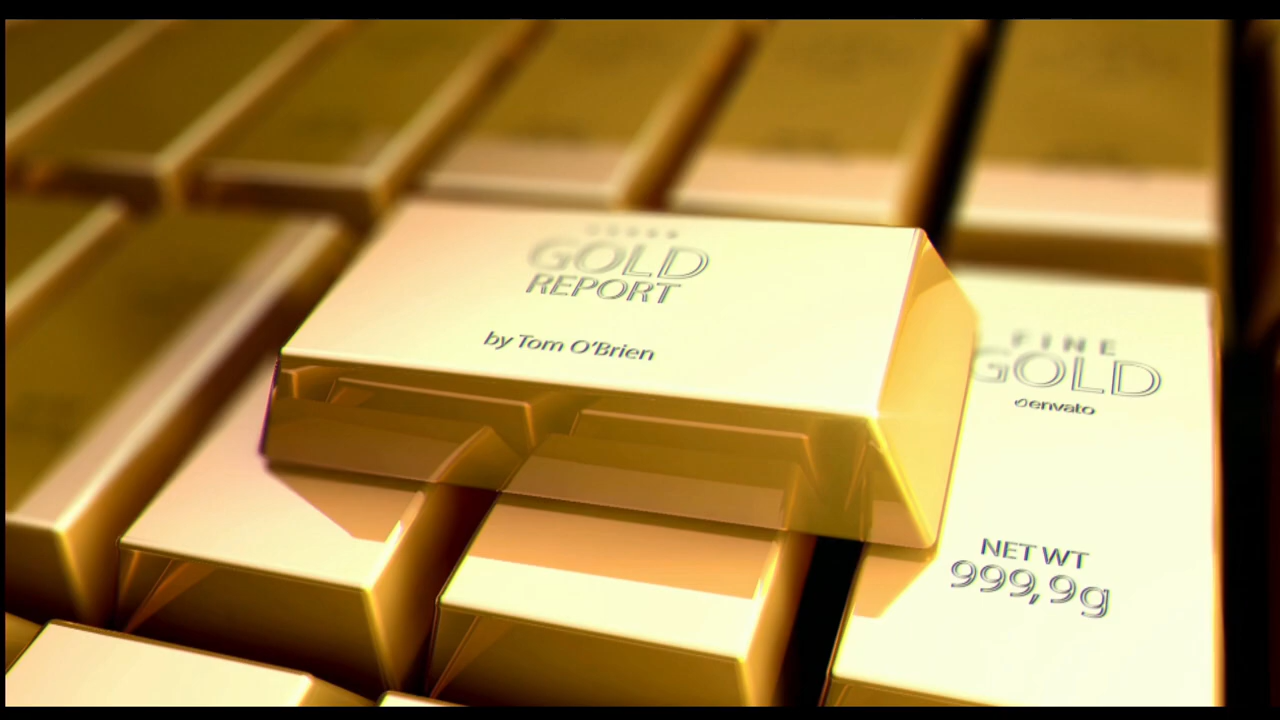 GOLD
REPORT
by Tom O'Brien
FINE
GOLD
envato
NET WT
999,9g